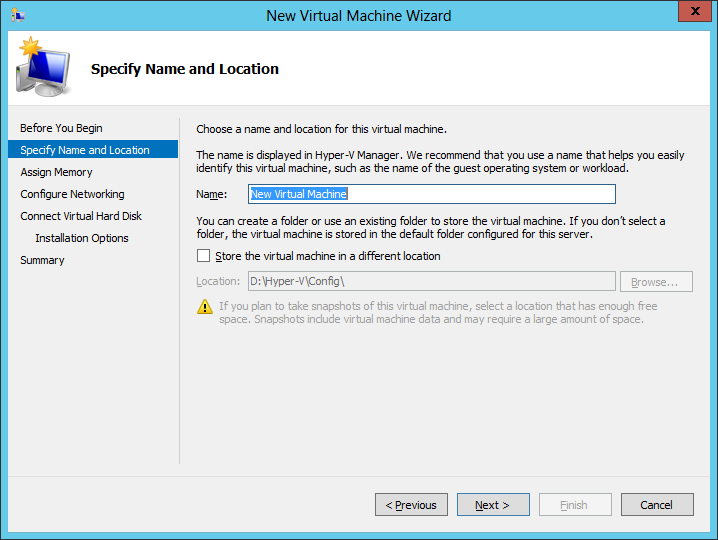 New Virtual Machine Wizard
x
Specify Name and Location
Before You Begin
Specify Name and Location
Assign Memory
Configure Networking
Connect Virtual Hard Disk
Installation Options
Summary
Choose a name and location for this virtual machine.
The name is displayed in Hyper-V Manager. We recommend that you use a name that helps you easily
identify this virtual machine, such as the name of the guest operating system or workload.
Name: New Virtual Machine
You can create a folder or use an existing folder to store the virtual machine. If you don't select a
folder, the virtual machine is stored in the default folder configured for this server.
Store the virtual machine in a different location
Location: D:\Hyper-V\Config\ Browse...
If you plan to take snapshots of this virtual machine, select a location that has enough free
space. Snapshots include virtual machine data and may require a large amount of space.
< Previous Next > Finish Cancel